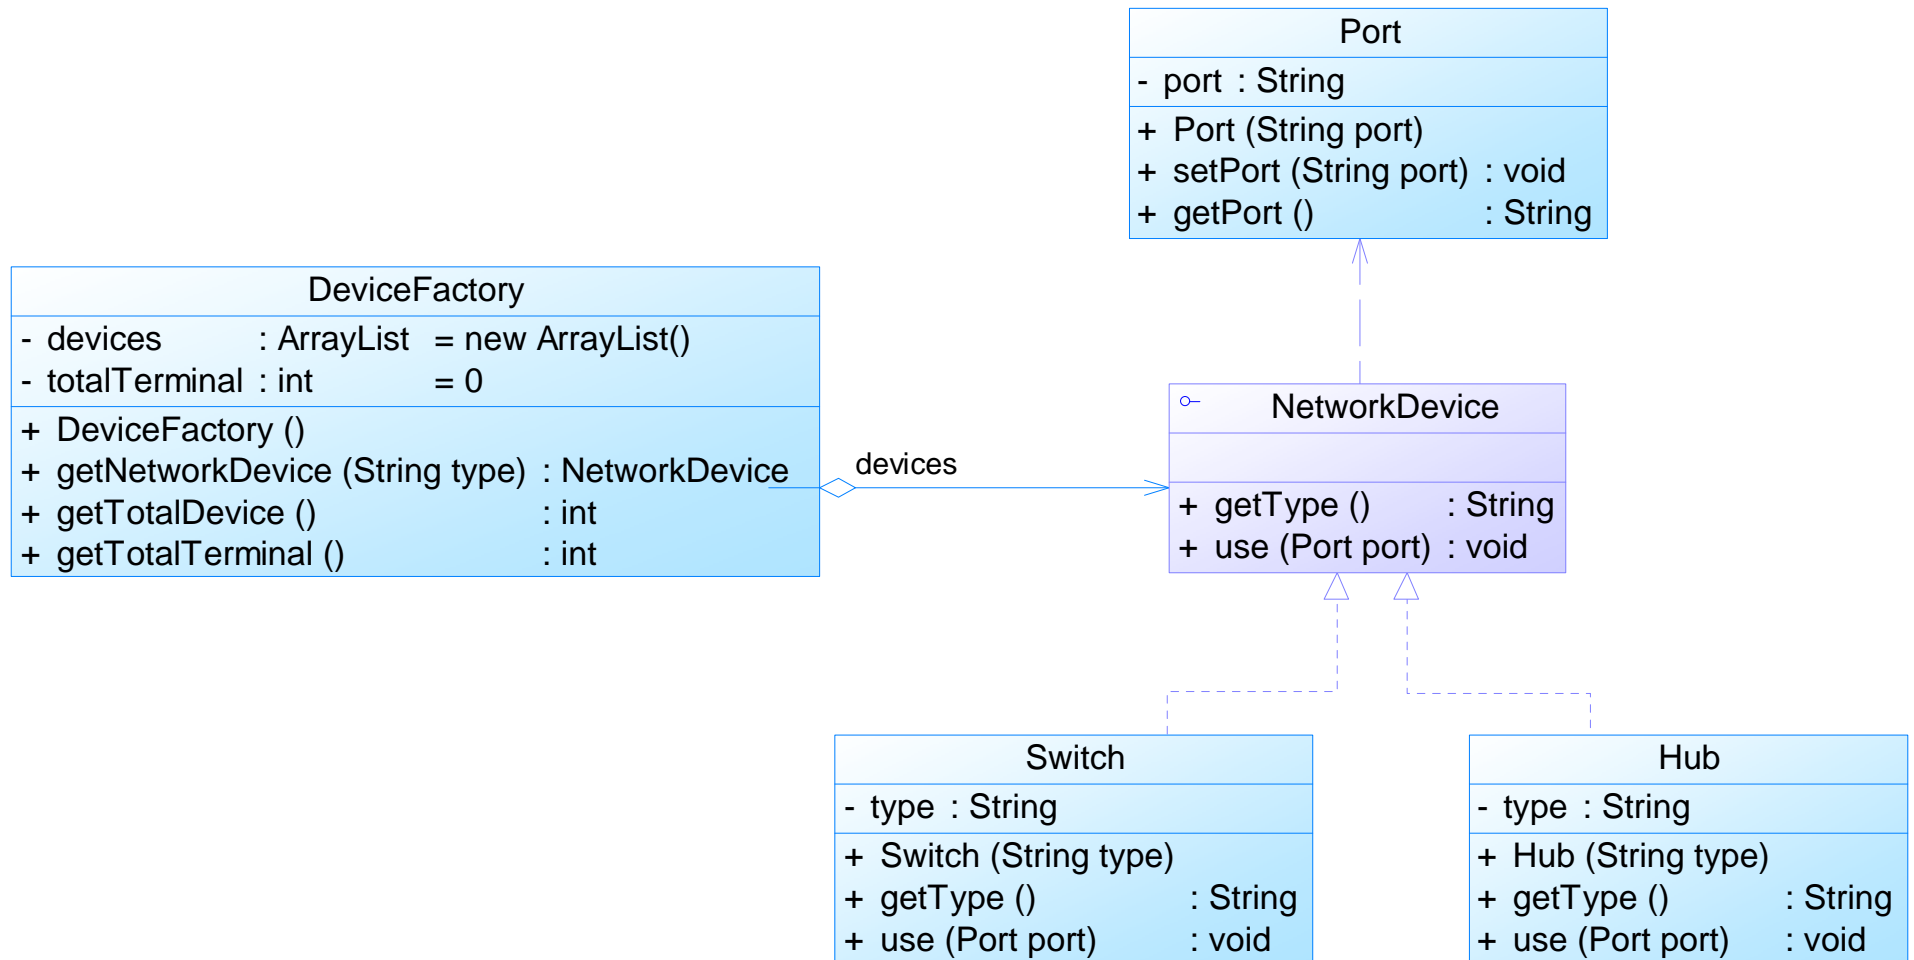 Port
- port : String
+ Port (String port)
+ setPort (String port) : void
+ getPort () : String
DeviceFactory
- devices : ArrayList = new ArrayList()
- totalTerminal : int = 0
+ DeviceFactory ()
+ getNetworkDevice (String type) : NetworkDevice
+ getTotalDevice () : int
+ getTotalTerminal () : int
devices
NetworkDevice
+ getType () : String
+ use (Port port) : void
Switch
- type : String
+ Switch (String type)
+ getType () : String
+ use (Port port) : void
Hub
- type : String
+ Hub (String type)
+ getType () : String
+ use (Port port) : void